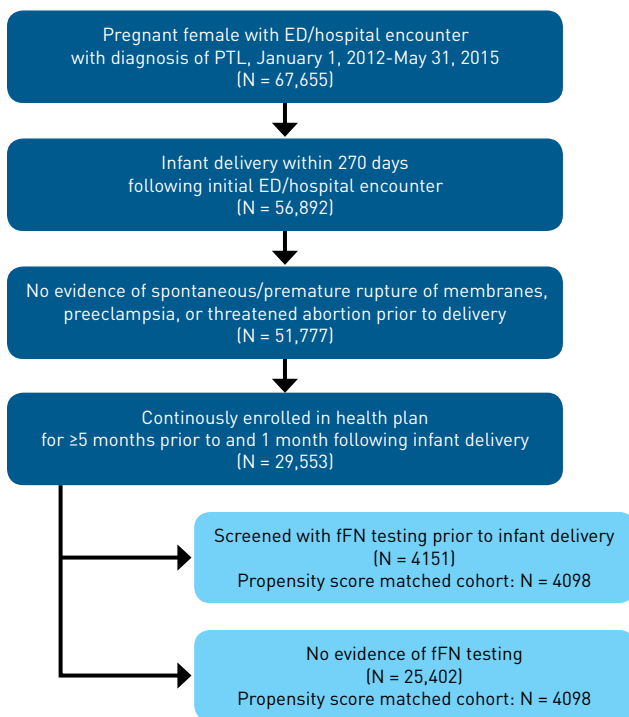 Pregnant female with ED/hospital encounter
with diagnosis of PTL, January 1, 2012-May 31, 2015
(N = 67,655)
Infant delivery within 270 days
following initial ED/hospital encounter
(N = 56,892)
No evidence of spontaneous/premature rupture of membranes,
preeclampsia, or threatened abortion prior to delivery
(N = 51,777)
Continously enrolled in health plan
for ≥5 months prior to and 1 month following infant delivery
(N = 29,553)
Screened with fFN testing prior to infant delivery
(N = 4151)
Propensity score matched cohort: N = 4098
No evidence of fFN testing
(N = 25,402)
Propensity score matched cohort: N = 4098